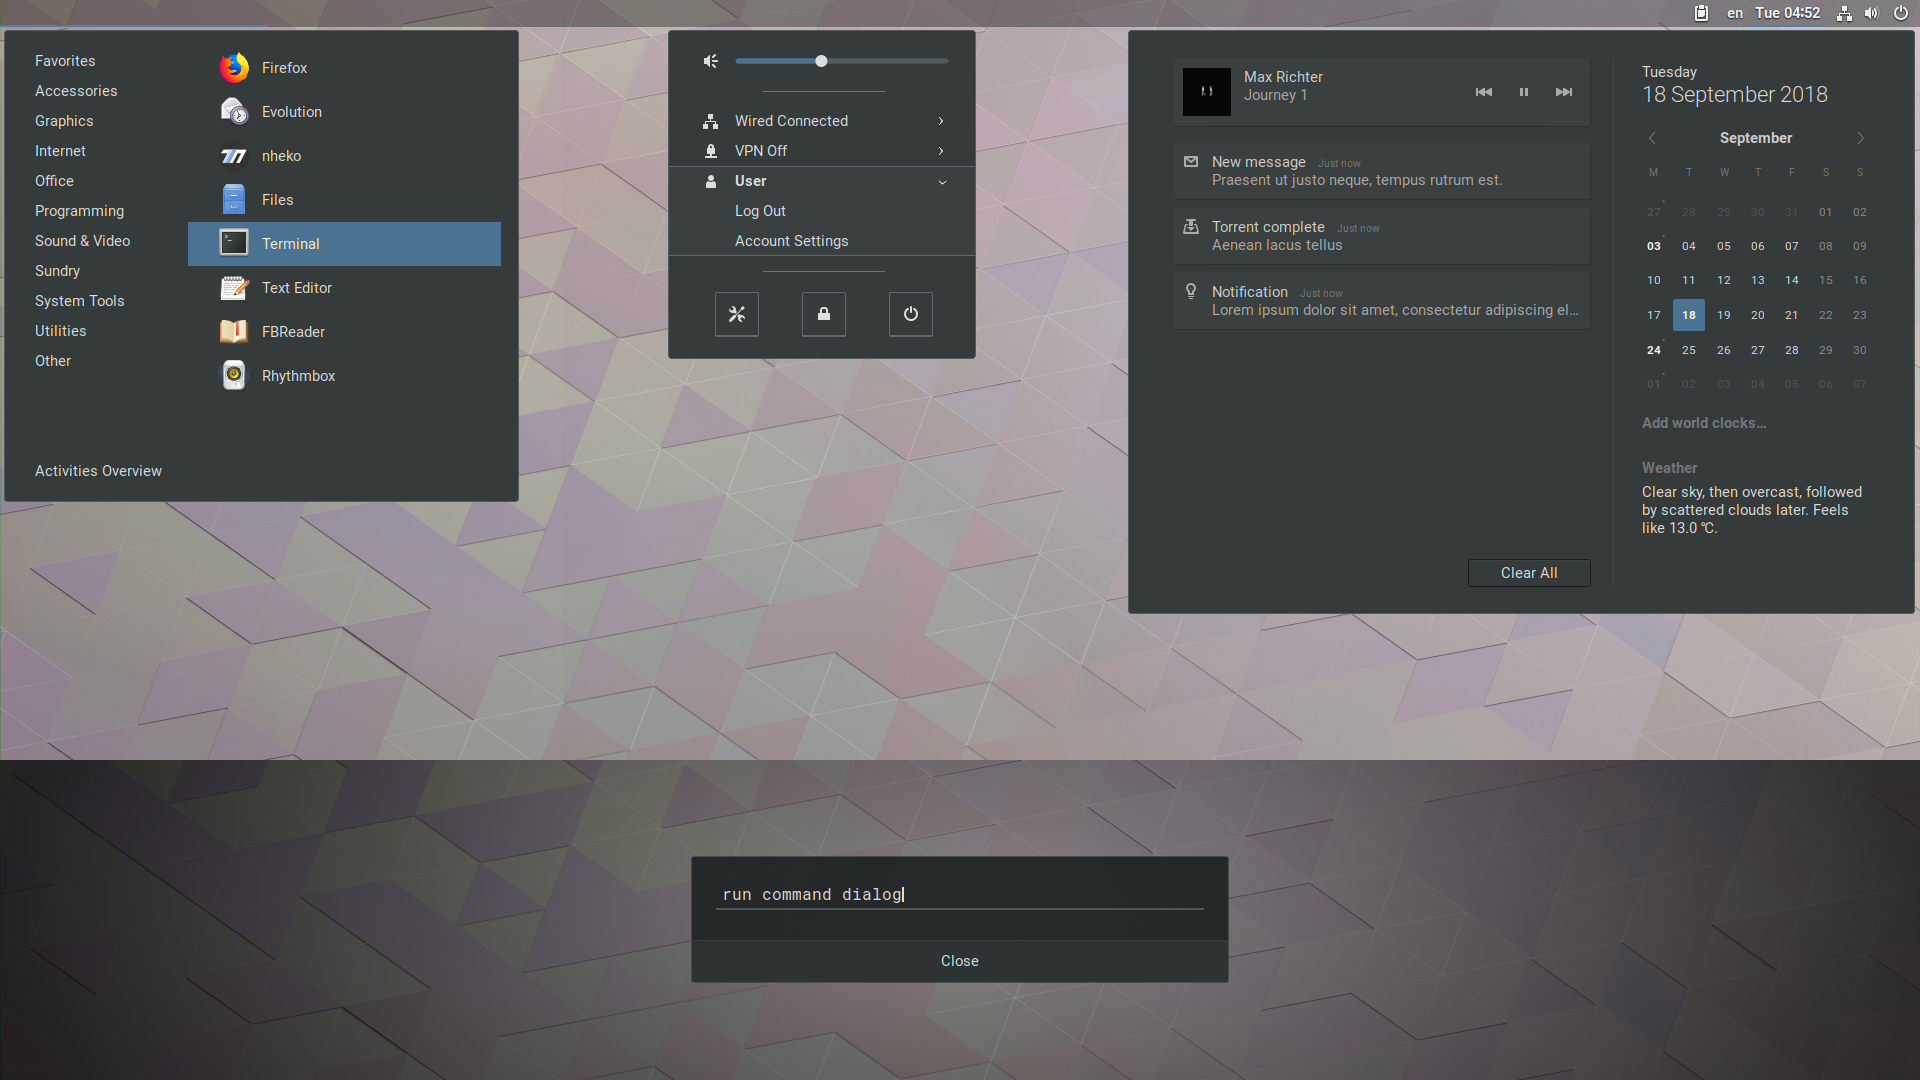 en Tue 04:52
Favorites
Accessories
Graphics
Internet
Office
Programming
Sound & Video
Sundry
System Tools
Utilities
Other
Activities Overview
Firefox
Evolution
nheko
Files
Terminal
Text Editor
FBReader
Rhythmbox
Wired Connected
VPN Off
User
Log Out
Account Settings
Max Richter
Journey 1
New message Just now
Praesent ut justo neque, tempus rutrum est.
Torrent complete Just now
Aenean lacus tellus
Notification Just now
Lorem ipsum dolor sit amet, consectetur adipiscing el…
Clear All
Tuesday
18 September 2018
September
M T W T F S S
27 28 29 30 31 01 02
03 04 05 06 07 08 09
10 11 12 13 14 15 16
17 18 19 20 21 22 23
24 25 26 27 28 29 30
01 02 03 04 05 06 07
Add world clocks…
Weather
Clear sky, then overcast, followed
by scattered clouds later. Feels
like 13.0 ℃.
run command dialog
Close